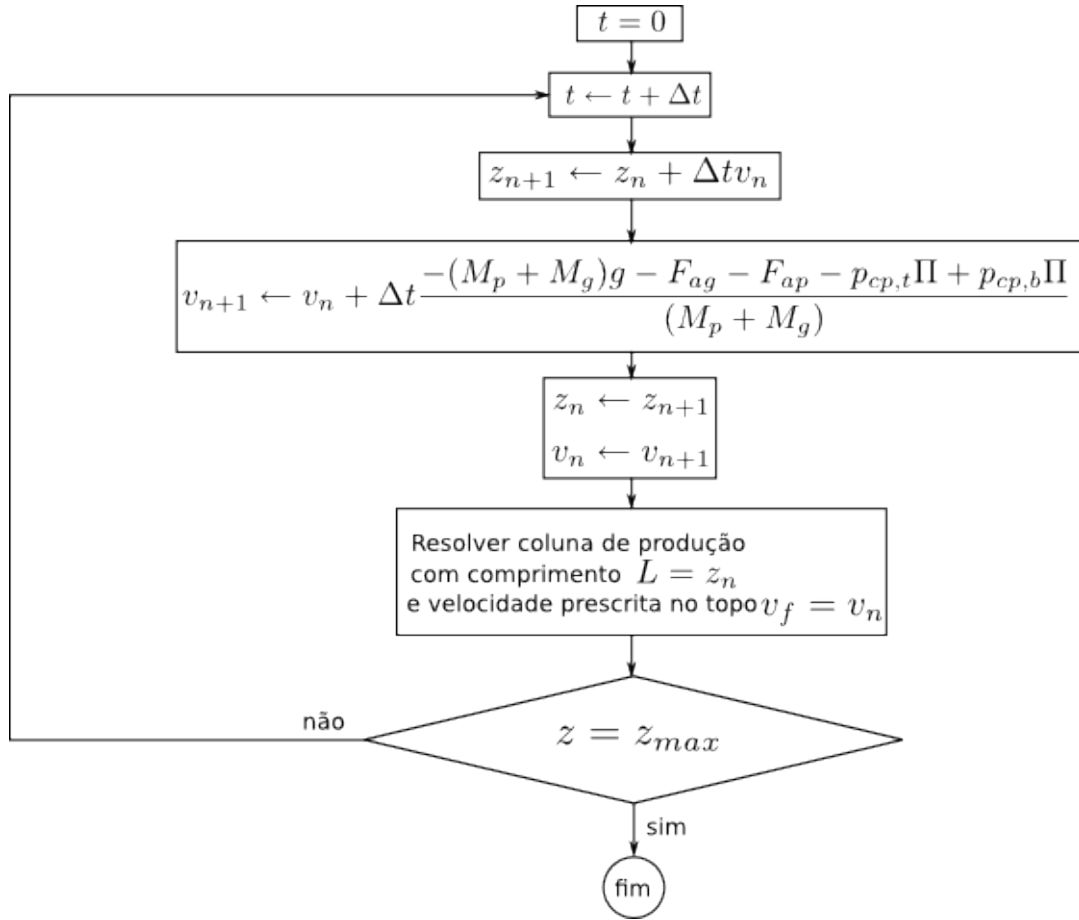 t = 0
t ← t + Δt
z_{n+1} ← z_n + Δtv_n
v_{n+1} ← v_n + Δt \frac{-(M_p + M_g)g - F_{ag} - F_{ap} - p_{cp,t}Π + p_{cp,b}Π}{(M_p + M_g)}
z_n ← z_{n+1}
v_n ← v_{n+1}
Resolver coluna de produção
com comprimento L = z_n
e velocidade prescrita no topo v_f = v_n
não
z = z_{max}
sim
fim